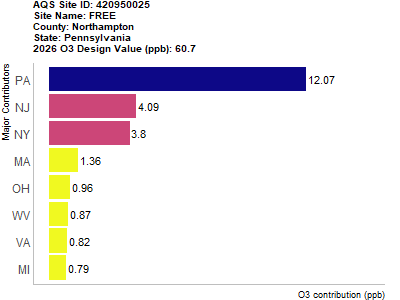 AQS Site ID: 420950025
Site Name: FREE
County: Northampton
State: Pennsylvania
2026 O3 Design Value (ppb): 60.7
Major Contributors
PA 12.07
NJ 4.09
NY 3.8
MA 1.36
OH 0.96
WV 0.87
VA 0.82
MI 0.79
O3 contribution (ppb)